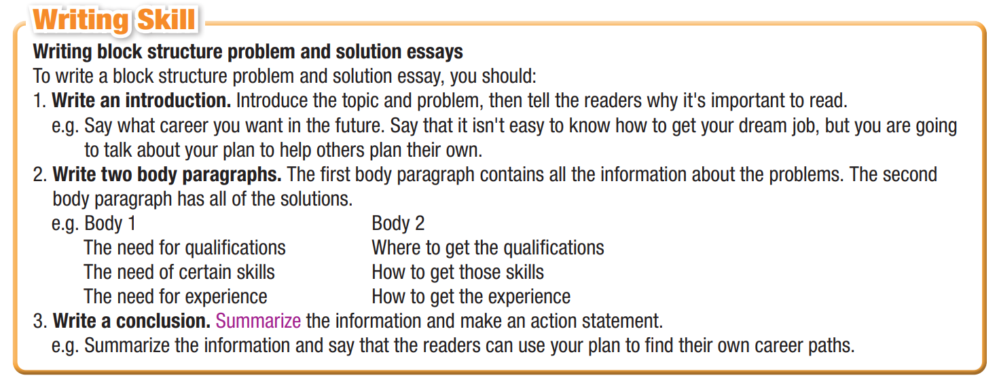 Writing Skill
Writing block structure problem and solution essays
To write a block structure problem and solution essay, you should:
1. Write an introduction. Introduce the topic and problem, then tell the readers why it's important to read.
e.g. Say what career you want in the future. Say that it isn't easy to know how to get your dream job, but you are going
to talk about your plan to help others plan their own.
2. Write two body paragraphs. The first body paragraph contains all the information about the problems. The second
body paragraph has all of the solutions.
e.g. Body 1 Body 2
The need for qualifications Where to get the qualifications
The need of certain skills How to get those skills
The need for experience How to get the experience
3. Write a conclusion. Summarize the information and make an action statement.
e.g. Summarize the information and say that the readers can use your plan to find their own career paths.